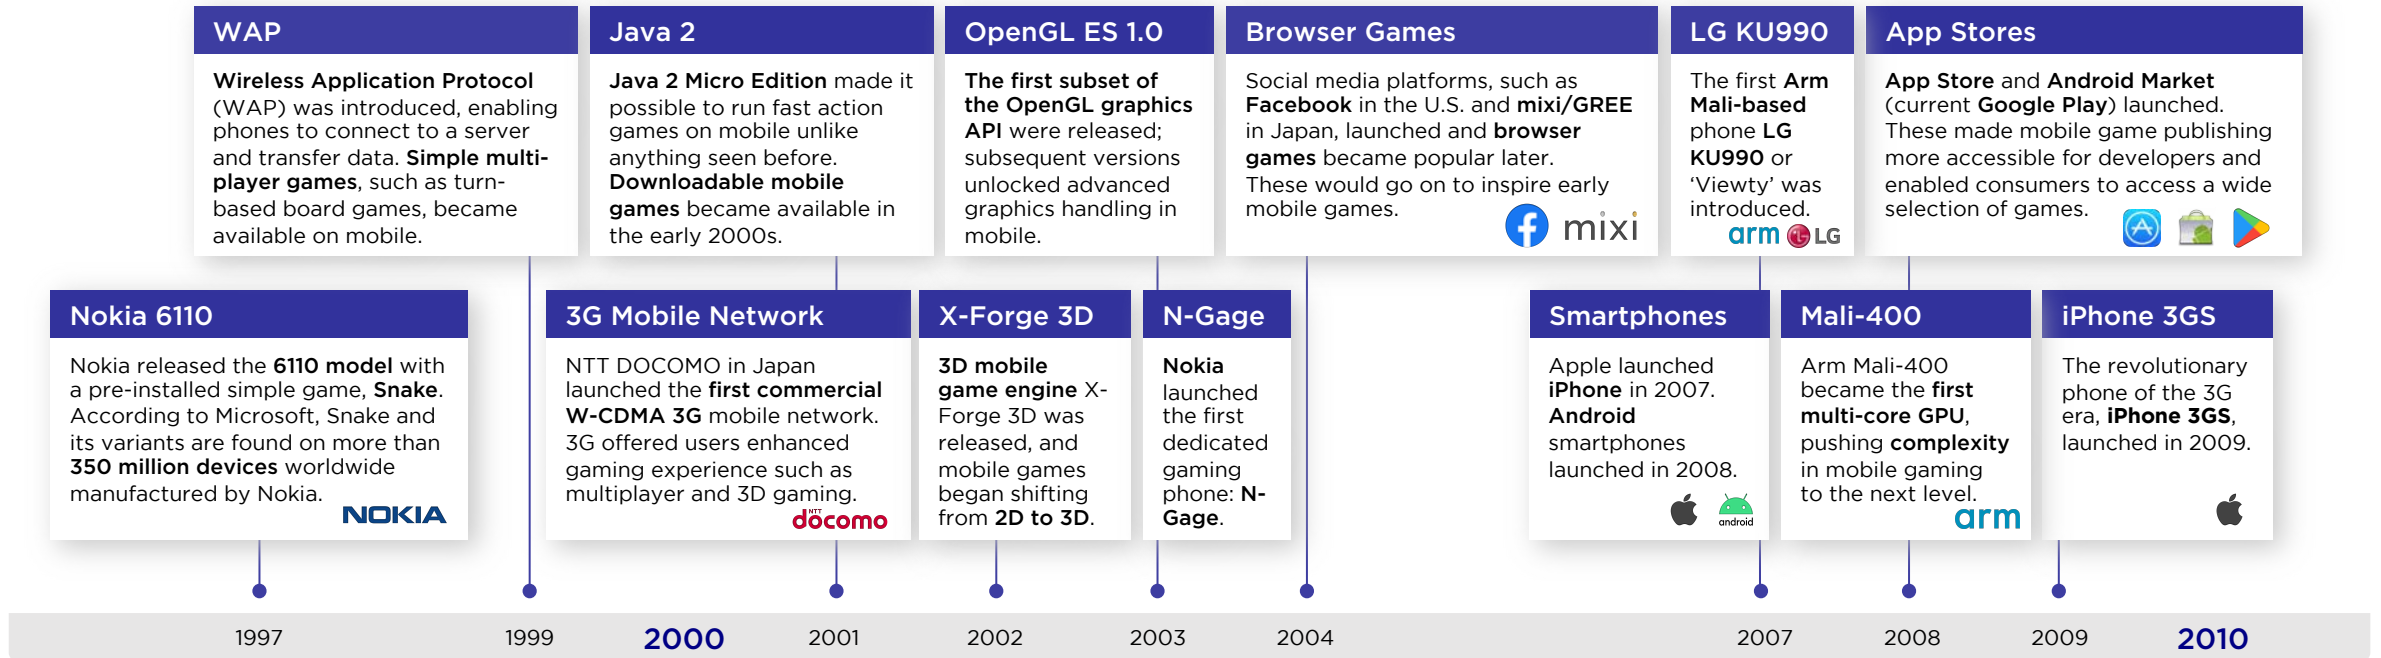 WAP
Wireless Application Protocol
(WAP) was introduced, enabling
phones to connect to a server
and transfer data. Simple multi-
player games, such as turn-
based board games, became
available on mobile.
Java 2
Java 2 Micro Edition made it
possible to run fast action
games on mobile unlike
anything seen before.
Downloadable mobile
games became available in
the early 2000s.
OpenGL ES 1.0
The first subset of
the OpenGL graphics
API were released;
subsequent versions
unlocked advanced
graphics handling in
mobile.
Browser Games
Social media platforms, such as
Facebook in the U.S. and mixi/GREE
in Japan, launched and browser
games became popular later.
These would go on to inspire early
mobile games.
mixi
LG KU990
The first Arm
Mali-based
phone LG
KU990 or
‘Viewty’ was
introduced.
arm LG
App Stores
App Store and Android Market
(current Google Play) launched.
These made mobile game publishing
more accessible for developers and
enabled consumers to access a wide
selection of games.
Nokia 6110
Nokia released the 6110 model with
a pre-installed simple game, Snake.
According to Microsoft, Snake and
its variants are found on more than
350 million devices worldwide
manufactured by Nokia.
NOKIA
3G Mobile Network
NTT DOCOMO in Japan
launched the first commercial
W-CDMA 3G mobile network.
3G offered users enhanced
gaming experience such as
multiplayer and 3D gaming.
NTT
docomo
X-Forge 3D
3D mobile
game engine X-
Forge 3D was
released, and
mobile games
began shifting
from 2D to 3D.
N-Gage
Nokia
launched
the first
dedicated
gaming
phone: N-
Gage.
Smartphones
Apple launched
iPhone in 2007.
Android
smartphones
launched in 2008.
android
Mali-400
Arm Mali-400
became the first
multi-core GPU,
pushing complexity
in mobile gaming
to the next level.
arm
iPhone 3GS
The revolutionary
phone of the 3G
era, iPhone 3GS,
launched in 2009.
1997 1999 2000 2001 2002 2003 2004 2007 2008 2009 2010